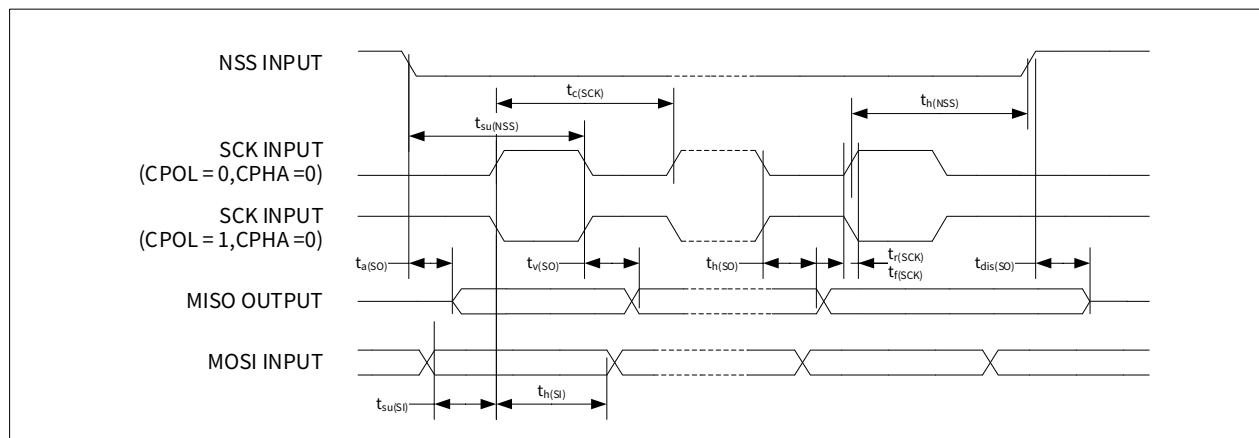 NSS INPUT
tc(SCK)
th(NSS)
tsu(NSS)
SCK INPUT
(CPOL = 0,CPHA =0)
SCK INPUT
(CPOL = 1,CPHA =0)
ta(SO)
tv(SO)
th(SO)
tr(SCK)
tf(SCK)
tdis(SO)
MISO OUTPUT
MOSI INPUT
tsu(SI)
th(SI)